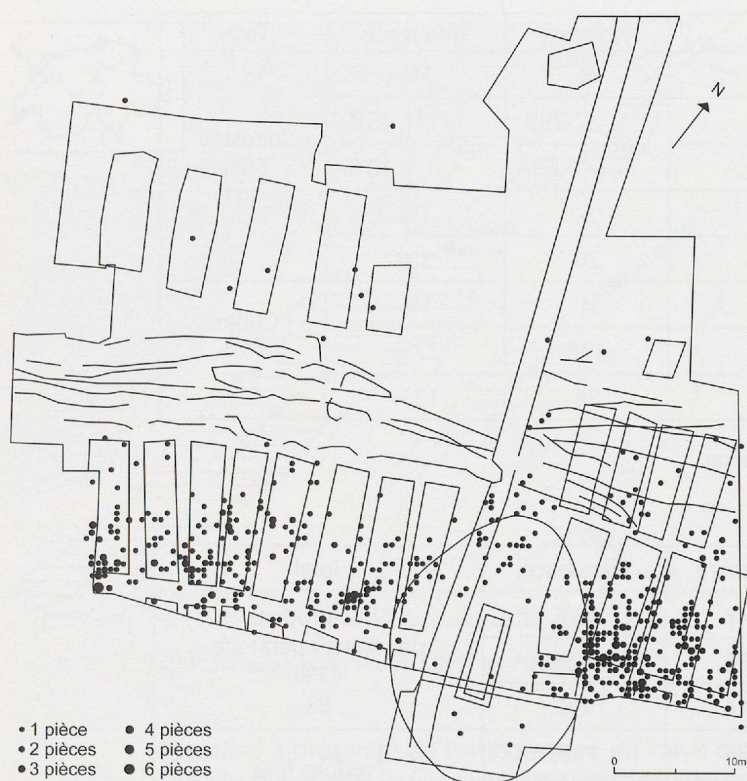 N
• 1 pièce
• 2 pièces
• 3 pièces
• 4 pièces
• 5 pièces
• 6 pièces
0 10m